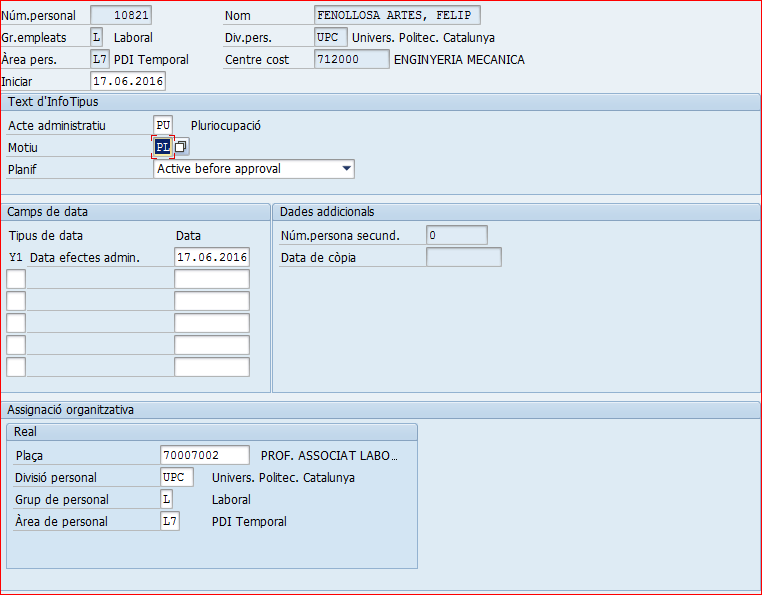 Núm.personal 10821 Nom FENOLLOSA ARTES, FELIP
Gr.empleats L Laboral Div.pers. UPC Univers. Politec. Catalunya
Àrea pers. L7 PDI Temporal Centre cost 712000 ENGINYERIA MECANICA
Iniciar 17.06.2016
Text d'InfoTipus
Acte administratiu PU Pluriocupació
Motiu PL
Planif Active before approval
Camps de data Dades addicionals
Tipus de data Data Núm.persona secund. 0
Y1 Data efectes admin. 17.06.2016 Data de còpia
Assignació organitzativa
Real
Plaça 70007002 PROF. ASSOCIAT LABO...
Divisió personal UPC Univers. Politec. Catalunya
Grup de personal L Laboral
Àrea de personal L7 PDI Temporal